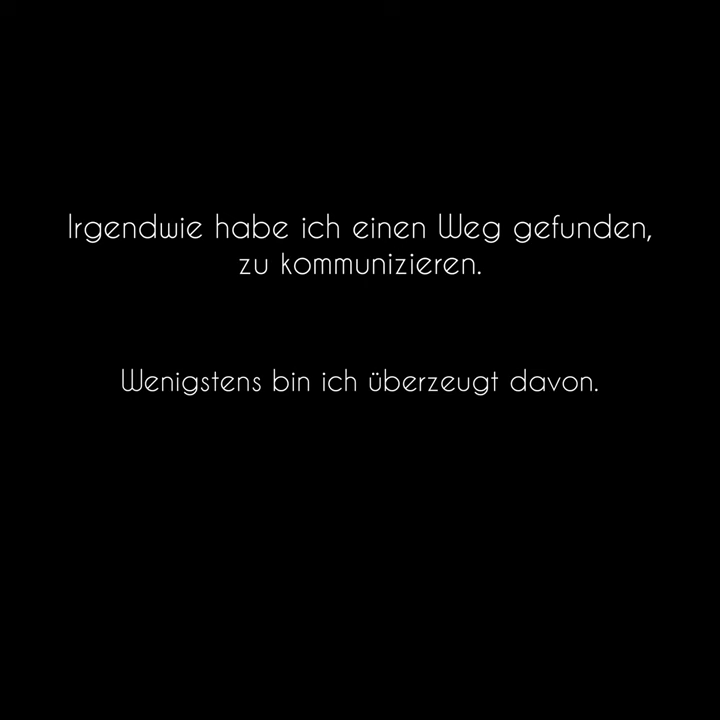 Irgendwie habe ich einen Weg gefunden,
zu kommunizieren.
Wenigstens bin ich überzeugt davon.